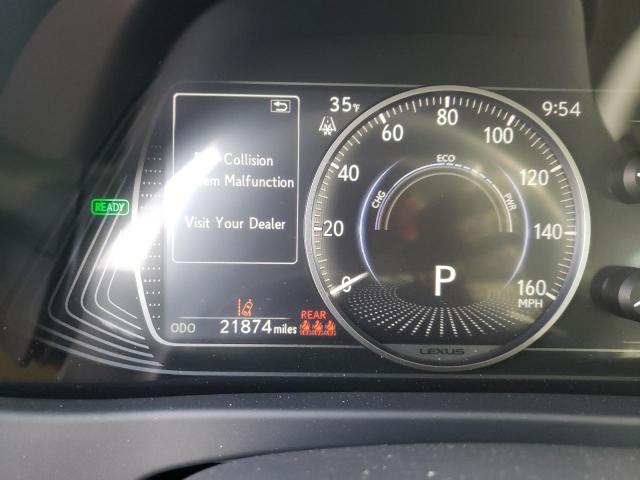 35°F
9:54
Collision
Malfunction
Visit Your Dealer
READY
ODO 21874 miles
REAR
0 20 40 60 80 100 120 140 160
MPH
CHG ECO PWR
P
LEXUS